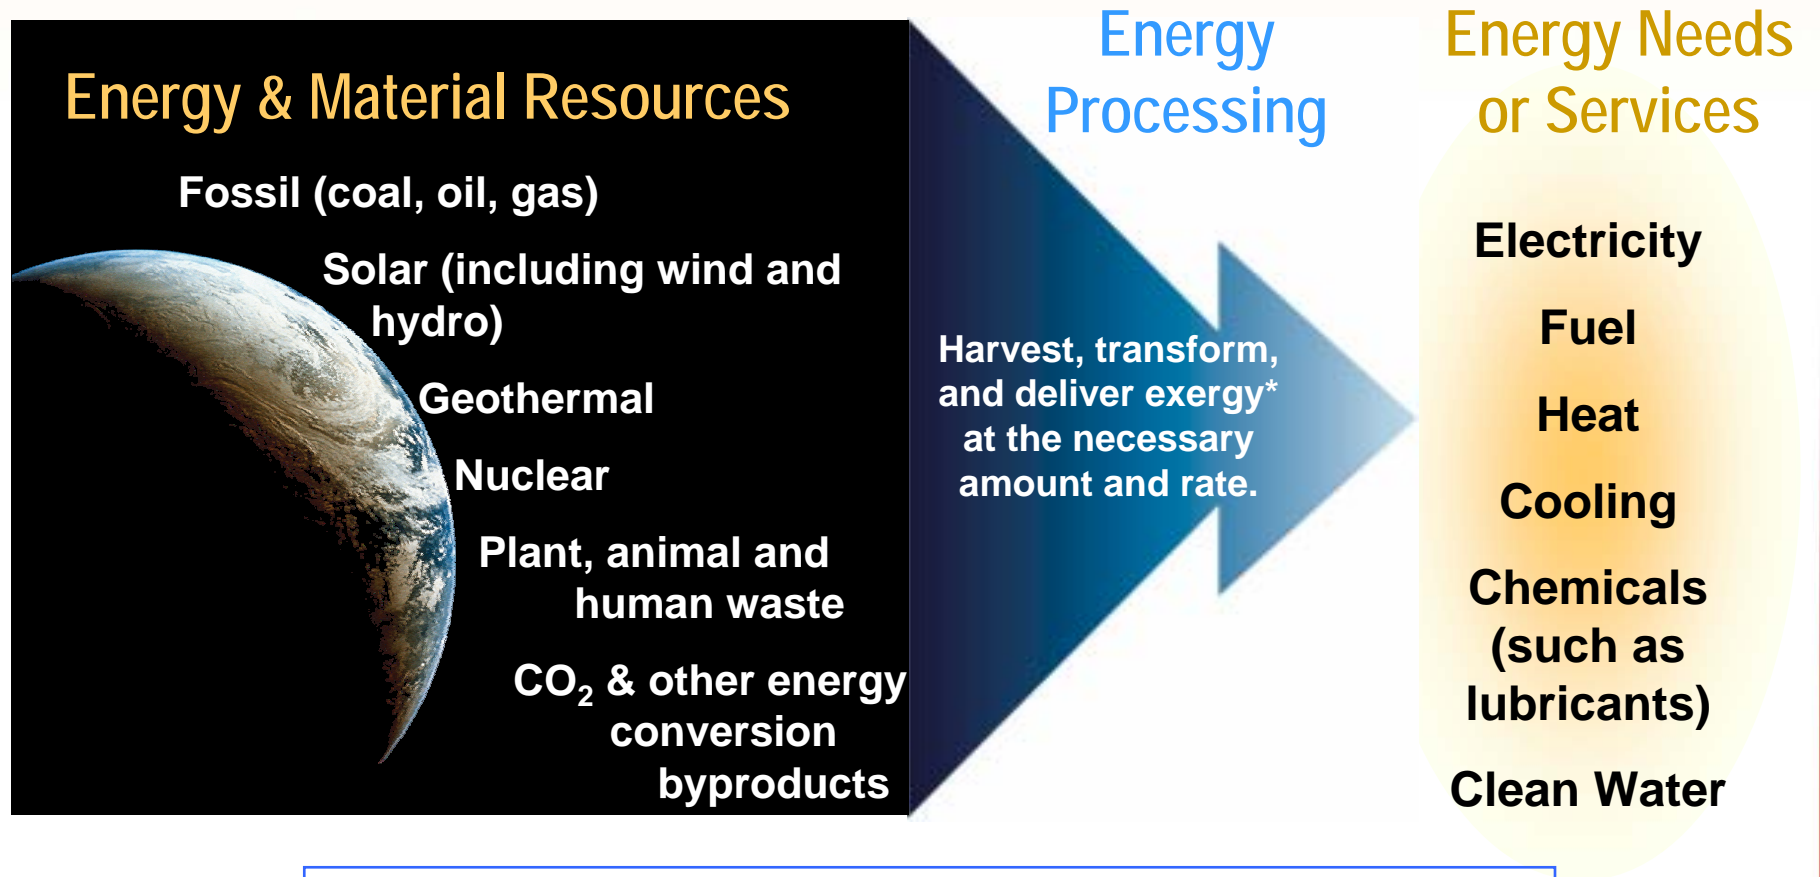 Energy & Material Resources
Fossil (coal, oil, gas)
Solar (including wind and
hydro)
Geothermal
Nuclear
Plant, animal and
human waste
CO₂ & other energy
conversion
byproducts
Energy
Processing
Harvest, transform,
and deliver exergy*
at the necessary
amount and rate.
Energy Needs
or Services
Electricity
Fuel
Heat
Cooling
Chemicals
(such as
lubricants)
Clean Water